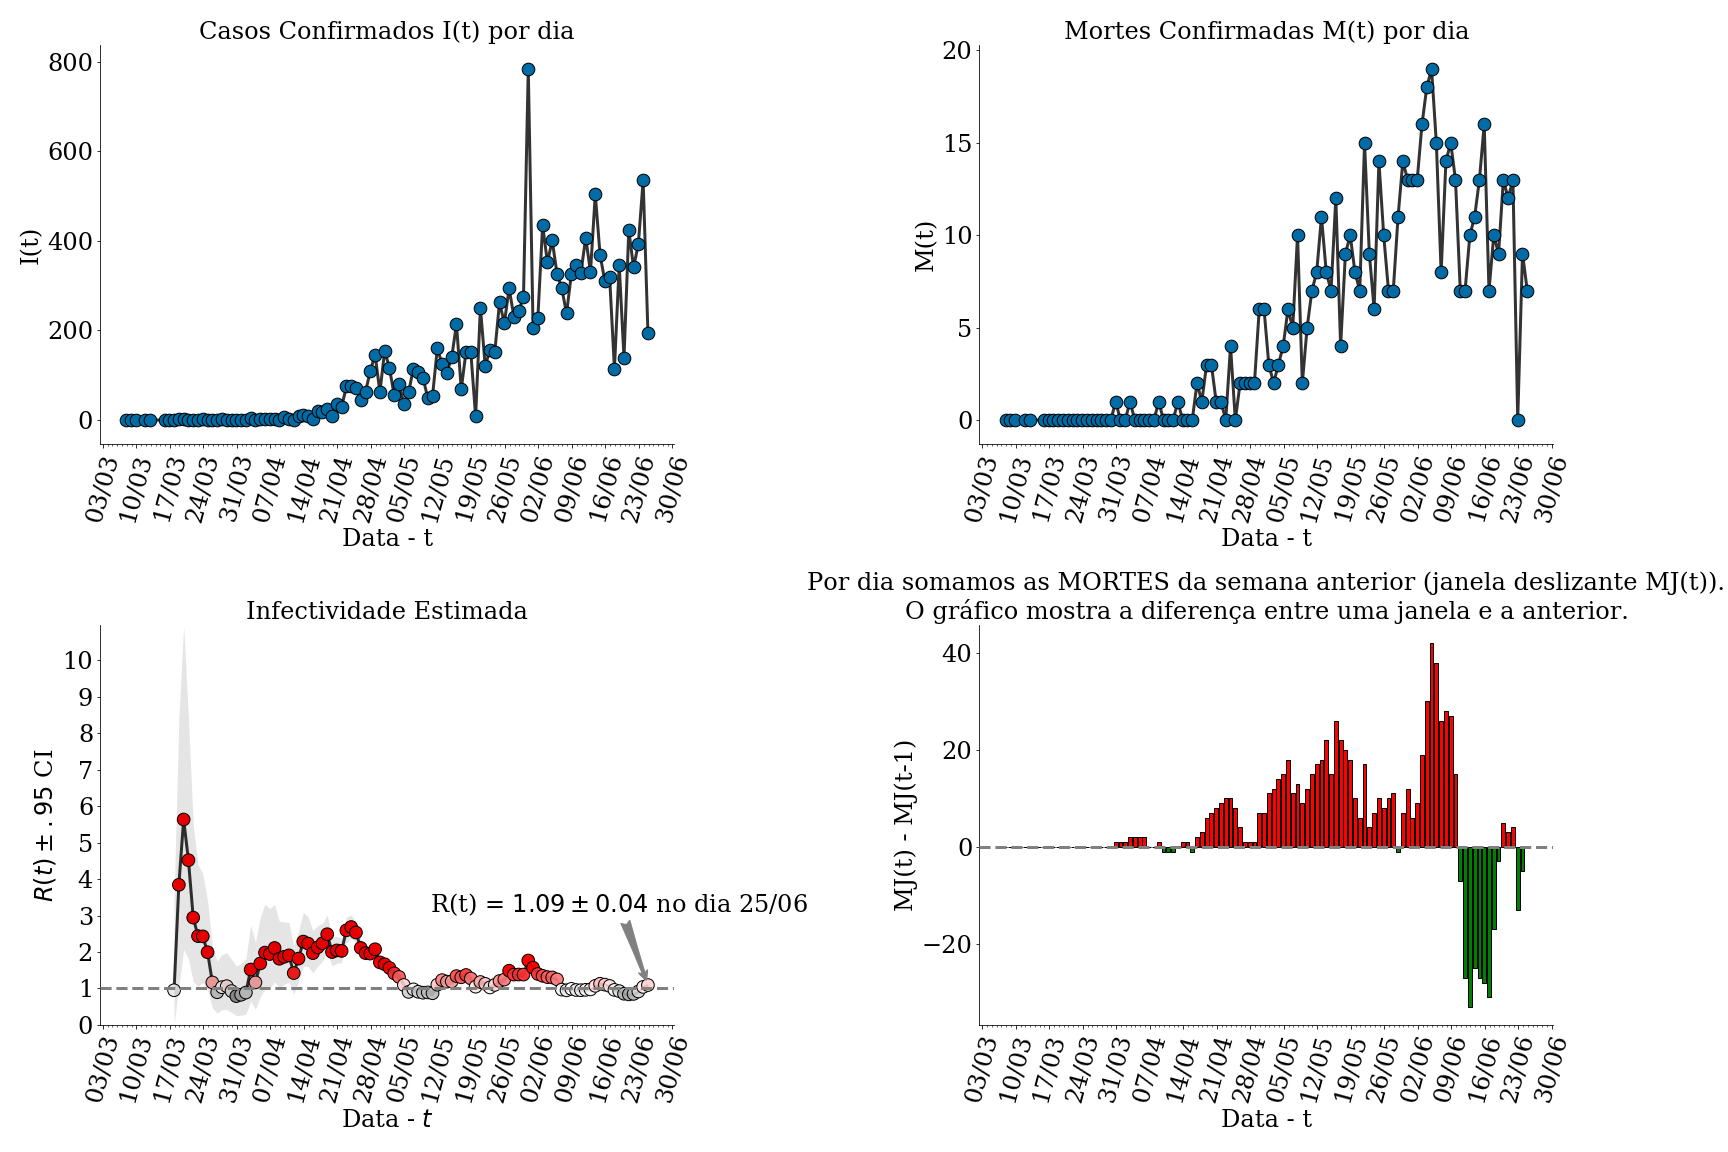 Casos Confirmados I(t) por dia
800
600
400
200
0
I(t)
03/03 10/03 17/03 24/03 31/03 07/04 14/04 21/04 28/04 05/05 12/05 19/05 26/05 02/06 09/06 16/06 23/06 30/06
Data - t
Mortes Confirmadas M(t) por dia
20
15
10
5
0
M(t)
03/03 10/03 17/03 24/03 31/03 07/04 14/04 21/04 28/04 05/05 12/05 19/05 26/05 02/06 09/06 16/06 23/06 30/06
Data - t
Infectividade Estimada
10
9
8
7
6
5
4
3
2
1
0
R(t) ± .95 CI
R(t) = 1.09 ± 0.04 no dia 25/06
03/03 10/03 17/03 24/03 31/03 07/04 14/04 21/04 28/04 05/05 12/05 19/05 26/05 02/06 09/06 16/06 23/06 30/06
Data - t
Por dia somamos as MORTES da semana anterior (janela deslizante MJ(t)).
O gráfico mostra a diferença entre uma janela e a anterior.
40
20
0
−20
MJ(t) - MJ(t-1)
03/03 10/03 17/03 24/03 31/03 07/04 14/04 21/04 28/04 05/05 12/05 19/05 26/05 02/06 09/06 16/06 23/06 30/06
Data - t